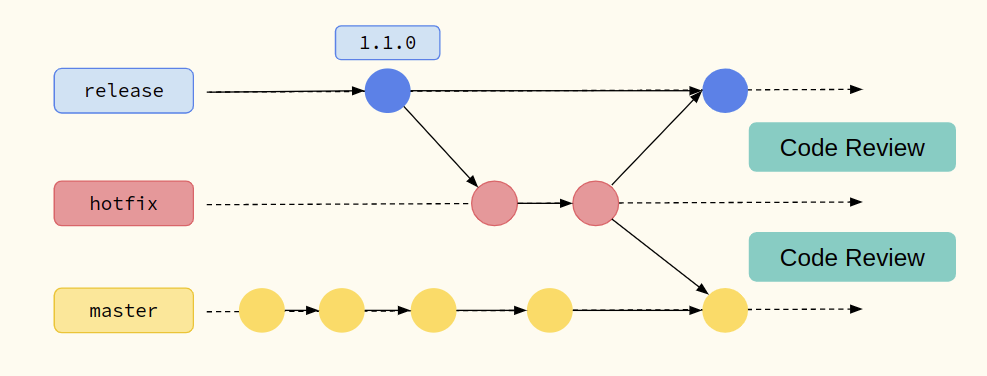 1.1.0
release
Code Review
hotfix
Code Review
master